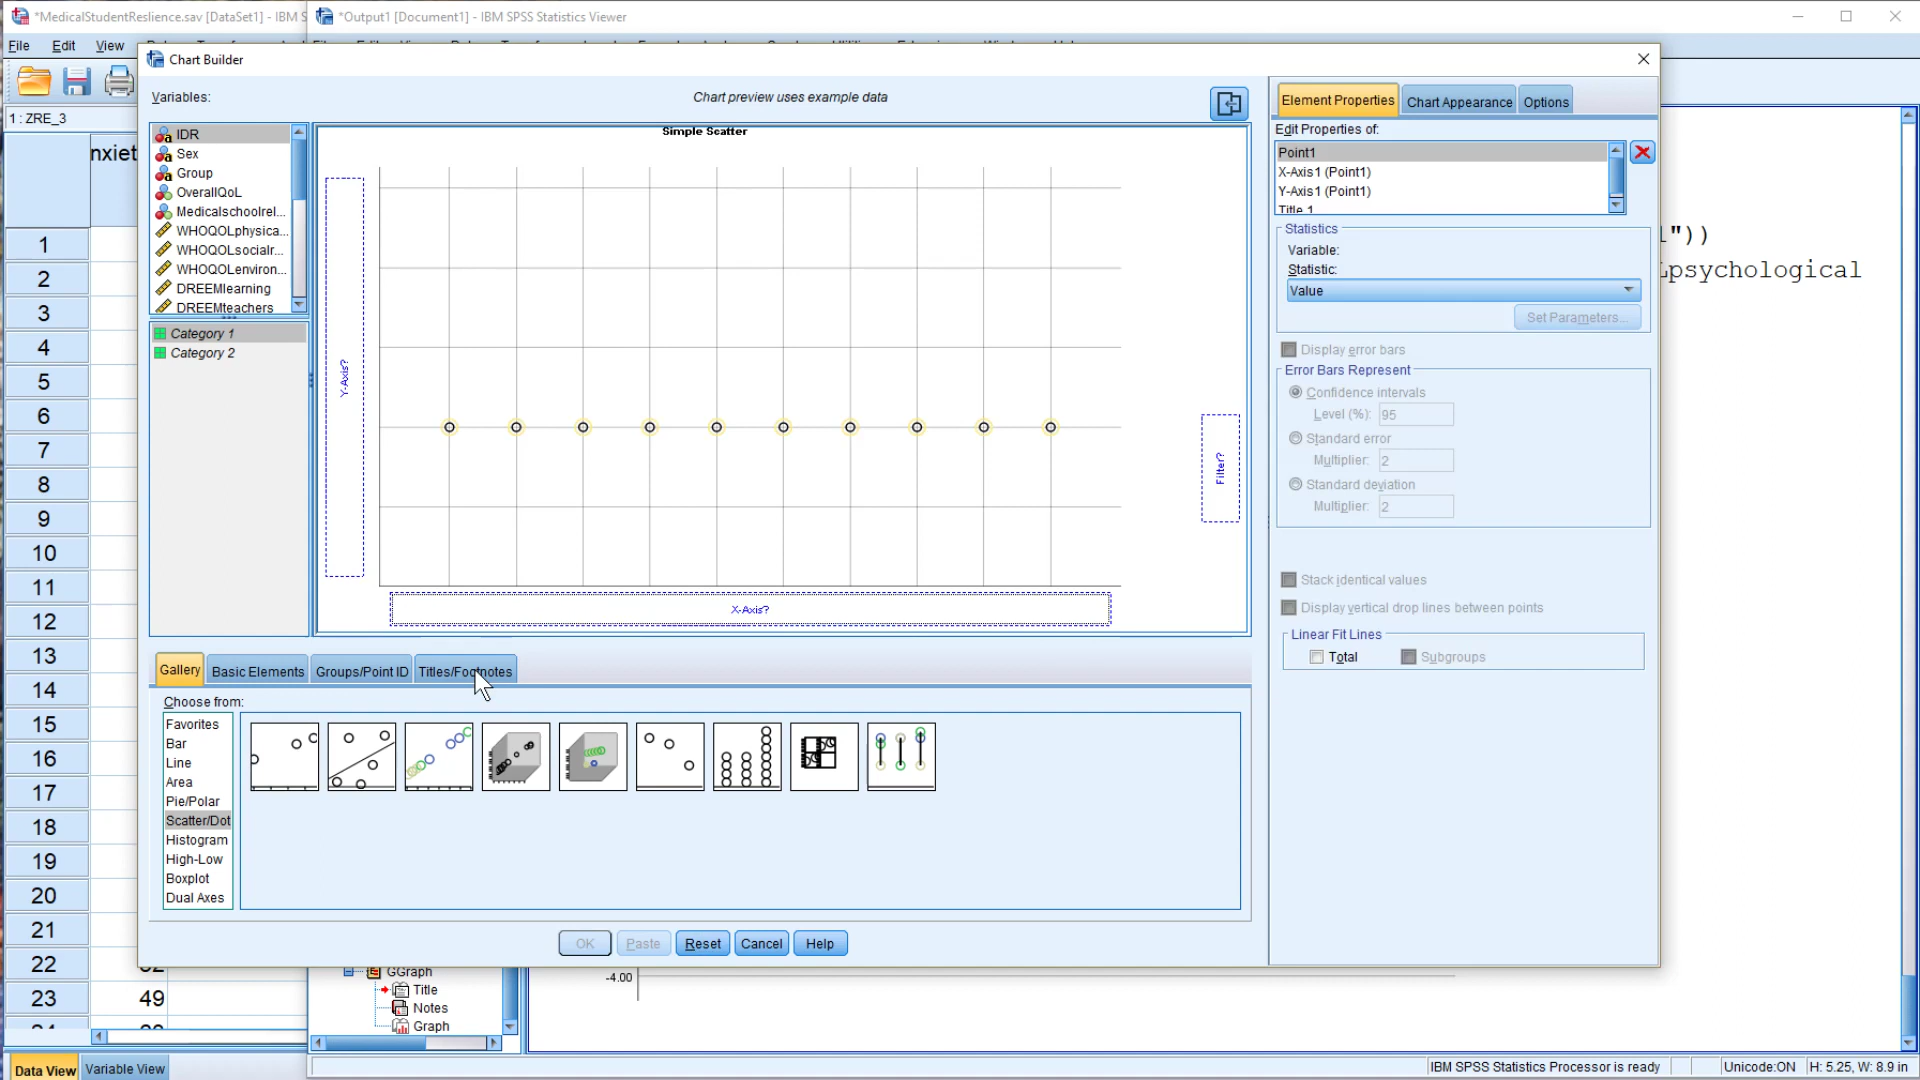 *MedicalStudentReslience.sav [DataSet1] - IBM S
*Output1 [Document1] - IBM SPSS Statistics Viewer
File Edit View
Chart Builder
Variables:
Chart preview uses example data
Element Properties Chart Appearance Options
1 : ZRE_3
nxiet
IDR
Sex
Group
OverallQoL
Medicalschoolrel...
WHOQOLphysica...
WHOQOLsocialr...
WHOQOLenviron...
DREEMlearning
DREEMteachers
Category 1
Category 2
Simple Scatter
Y-Axis?
X-Axis?
Filter?
Edit Properties of:
Point1
X-Axis1 (Point1)
Y-Axis1 (Point1)
Title 1
Statistics
Variable:
Statistic:
Value
Set Parameters...
Display error bars
Error Bars Represent
Confidence intervals
Level (%): 95
Standard error
Multiplier: 2
Standard deviation
Multiplier: 2
Stack identical values
Display vertical drop lines between points
Linear Fit Lines
Total Subgroups
"))
psychological
1
2
3
4
5
6
7
8
9
10
11
12
13
14
15
16
17
18
19
20
21
22
23 49
Gallery Basic Elements Groups/Point ID Titles/Footnotes
Choose from:
Favorites
Bar
Line
Area
Pie/Polar
Scatter/Dot
Histogram
High-Low
Boxplot
Dual Axes
OK Paste Reset Cancel Help
GGraph
Title
Notes
Graph
-4.00
Data View Variable View
IBM SPSS Statistics Processor is ready Unicode:ON H: 5.25, W: 8.9 in